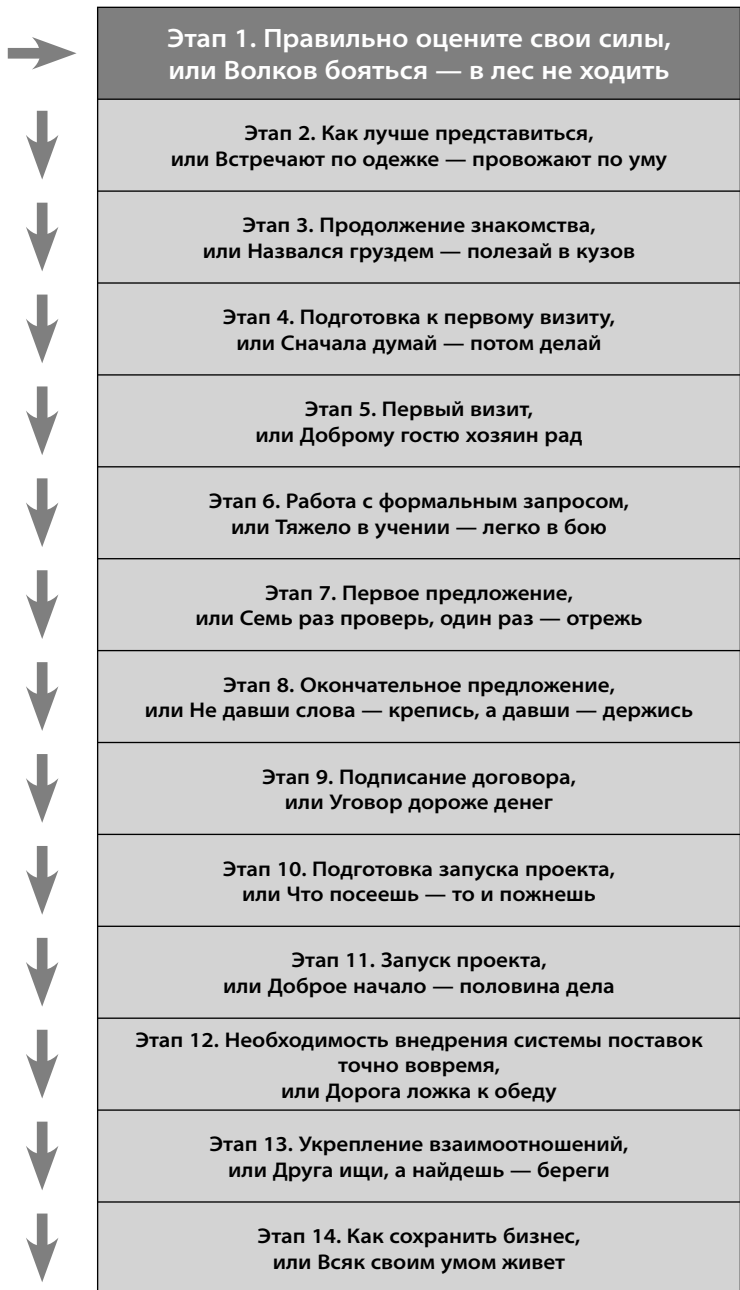 Этап 1. Правильно оцените свои силы,
или Волков бояться — в лес не ходить
Этап 2. Как лучше представиться,
или Встречают по одежке — провожают по уму
Этап 3. Продолжение знакомства,
или Назвался груздем — полезай в кузов
Этап 4. Подготовка к первому визиту,
или Сначала думай — потом делай
Этап 5. Первый визит,
или Доброму гостю хозяин рад
Этап 6. Работа с формальным запросом,
или Тяжело в учении — легко в бою
Этап 7. Первое предложение,
или Семь раз проверь, один раз — отрежь
Этап 8. Окончательное предложение,
или Не давши слова — крепись, а давши — держись
Этап 9. Подписание договора,
или Уговор дороже денег
Этап 10. Подготовка запуска проекта,
или Что посеешь — то и пожнешь
Этап 11. Запуск проекта,
или Доброе начало — половина дела
Этап 12. Необходимость внедрения системы поставок
точно вовремя,
или Дорога ложка к обеду
Этап 13. Укрепление взаимоотношений,
или Друга ищи, а найдешь — береги
Этап 14. Как сохранить бизнес,
или Всяк своим умом живет